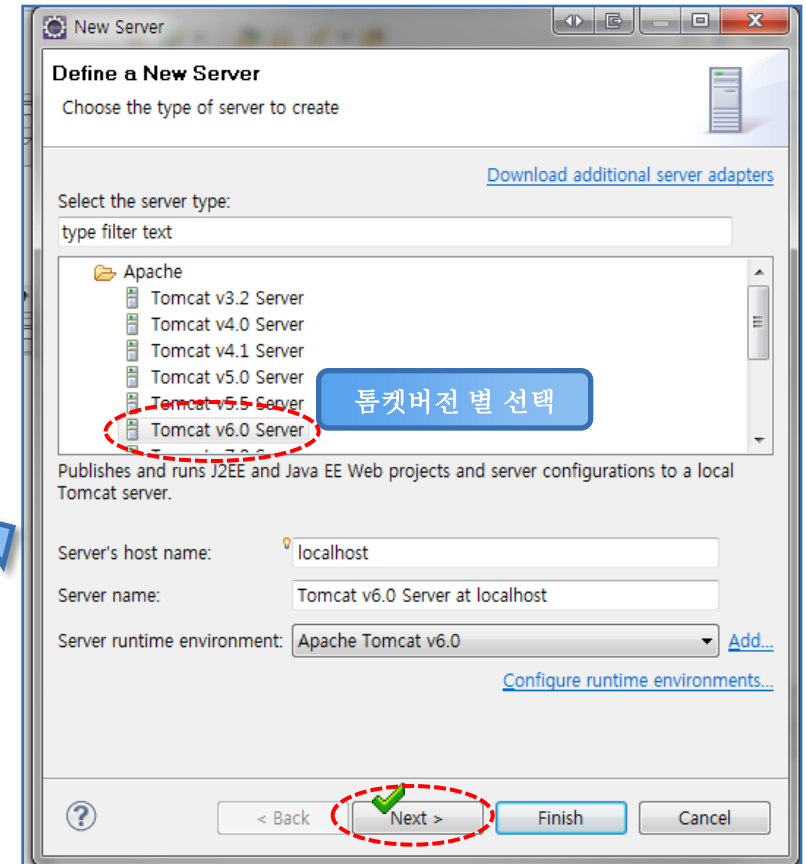 New Server
Define a New Server
Choose the type of server to create
Download additional server adapters
Select the server type:
type filter text
Apache
Tomcat v3.2 Server
Tomcat v4.0 Server
Tomcat v4.1 Server
Tomcat v5.0 Server
Tomcat v5.5 Server
톰켓버전 별 선택
Tomcat v6.0 Server
Publishes and runs J2EE and Java EE Web projects and server configurations to a local
Tomcat server.
Server's host name: localhost
Server name: Tomcat v6.0 Server at localhost
Server runtime environment: Apache Tomcat v6.0 Add...
Configure runtime environments...
? < Back Next > Finish Cancel